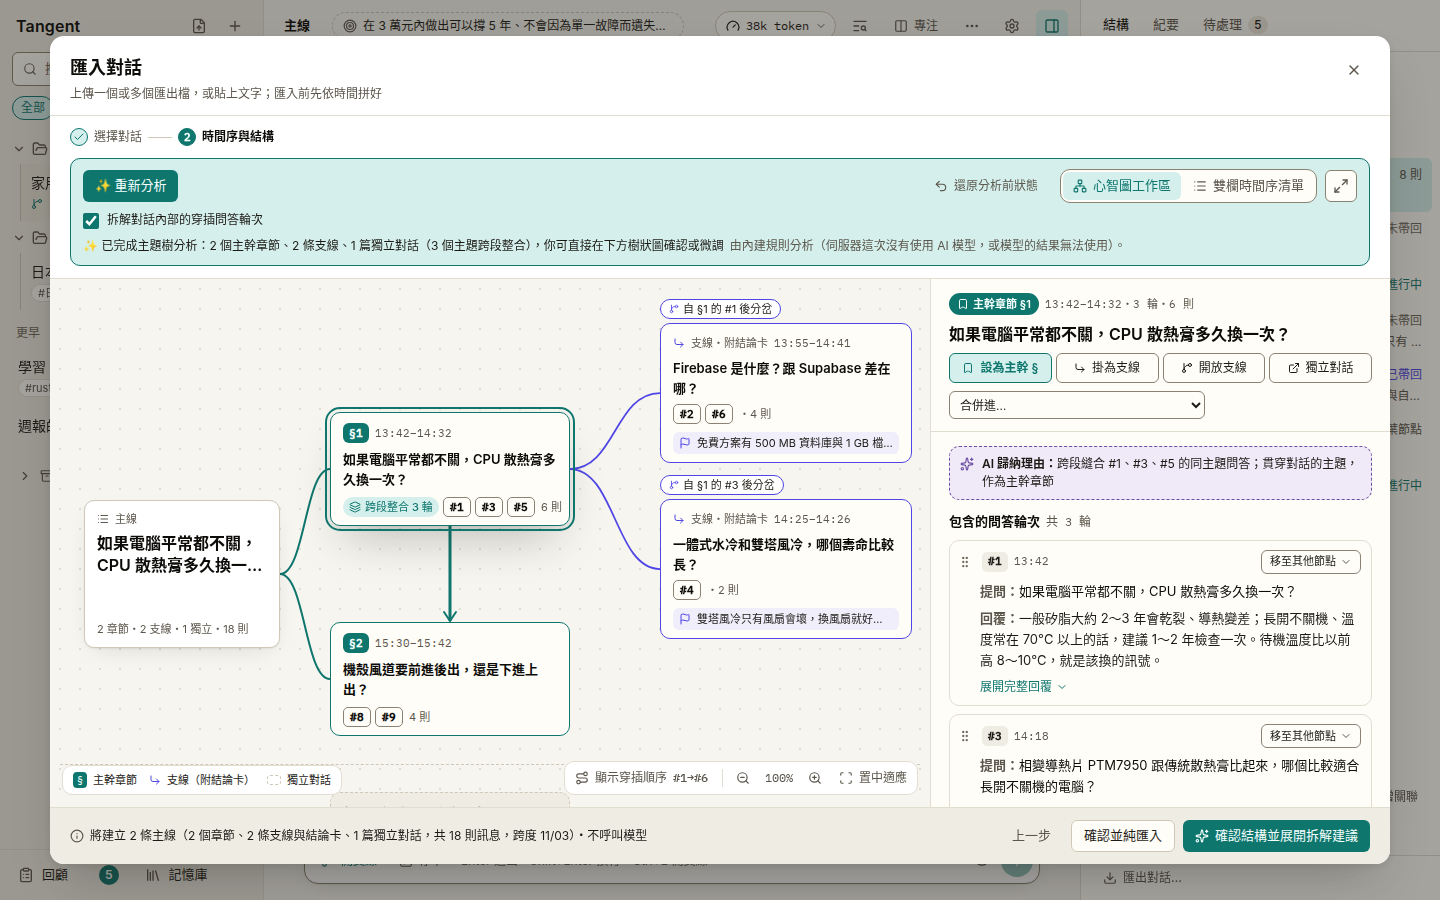 Tangent
主線
在 3 萬元內做出可以撐 5 年、不會因為單一故障而遺失...
38k token
專注
結構
紀要
待處理
5
匯入對話
上傳一個或多個匯出檔，或貼上文字；匯入前先依時間拼好
全部
選擇對話
2 時間序與結構
✨ 重新分析
還原分析前狀態
心智圖工作區
雙欄時間序清單
拆解對話內部的穿插問答輪次
✨ 已完成主題樹分析：2 個主幹章節、2 條支線、1 篇獨立對話（3 個主題跨段整合），你可直接在下方樹狀圖確認或微調 由內建規則分析（伺服器這次沒有使用 AI 模型，或模型的結果無法使用）。
8 則
未帶回
進行中
未帶回
只有 ...
已帶回
與自...
葉節點
進行中
更早
學習
#rust
週報的
主線
如果電腦平常都不關，
CPU 散熱膏多久換一...
2 章節・2 支線・1 獨立・18 則
§1 13:42–14:32
如果電腦平常都不關，CPU 散熱膏多
久換一次？
跨段整合 3 輪 #1 #3 #5 6 則
§2 15:30–15:42
機殼風道要前進後出，還是下進上
出？
#8 #9 4 則
自 §1 的 #1 後分岔
支線・附結論卡 13:55–14:41
Firebase 是什麼？跟 Supabase 差在
哪？
#2 #6 ・4 則
免費方案有 500 MB 資料庫與 1 GB 檔...
自 §1 的 #3 後分岔
支線・附結論卡 14:25–14:26
一體式水冷和雙塔風冷，哪個壽命比較
長？
#4 ・2 則
雙塔風冷只有風扇會壞，換風扇就好...
§ 主幹章節
支線（附結論卡）
獨立對話
顯示穿插順序 #1→#6
100%
置中適應
主幹章節 §1
13:42–14:32・3 輪・6 則
如果電腦平常都不關，CPU 散熱膏多久換一次？
設為主幹 §
掛為支線
開放支線
獨立對話
合併進...
AI 歸納理由：跨段縫合 #1、#3、#5 的同主題問答；貫穿對話的主題，
作為主幹章節
包含的問答輪次 共 3 輪
#1 13:42
移至其他節點
提問：如果電腦平常都不關，CPU 散熱膏多久換一次？
回覆：一般矽脂大約 2～3 年會乾裂、導熱變差；長開不關機、溫
度常在 70°C 以上的話，建議 1～2 年檢查一次。待機溫度比以前
高 8～10°C，就是該換的訊號。
展開完整回覆
#3 14:18
移至其他節點
提問：相變導熱片 PTM7950 跟傳統散熱膏比起來，哪個比較適合
長開不關機的電腦？
將建立 2 條主線（2 個章節、2 條支線與結論卡、1 篇獨立對話，共 18 則訊息，跨度 11/03）・不呼叫模型
上一步
確認並純匯入
確認結構並展開拆解建議
回顧
5
記憶庫
匯出對話...